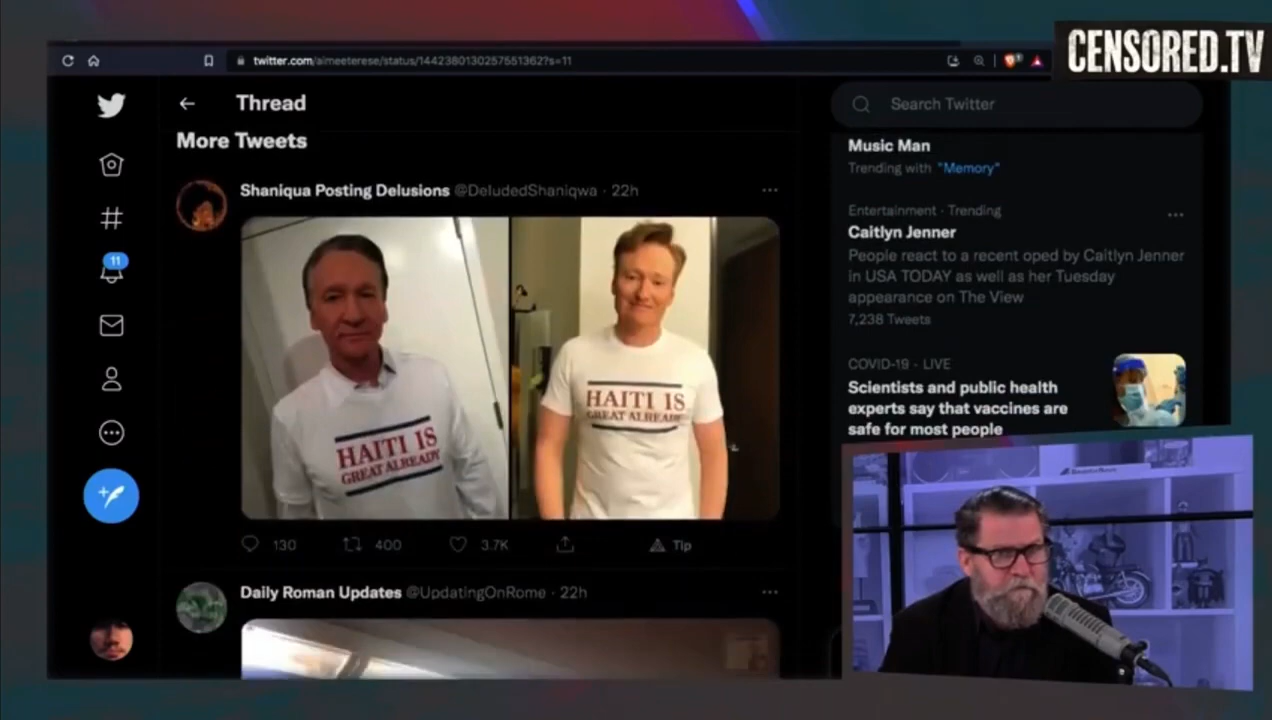 CENSORED.TV
twitter.com/aimeeterese/status/1442380130257551362?s=11
Thread
Search Twitter
More Tweets
Music Man
Trending with "Memory"
Shaniqua Posting Delusions @DeludedShaniqwa · 22h
Entertainment · Trending
Caitlyn Jenner
People react to a recent oped by Caitlyn Jenner
in USA TODAY as well as her Tuesday
appearance on The View
7,238 Tweets
HAITI IS
GREAT ALREADY
HAITI IS
GREAT ALREADY
COVID-19 · LIVE
Scientists and public health
experts say that vaccines are
safe for most people
11
130
400
3.7K
Tip
Daily Roman Updates @UpdatingOnRome · 22h